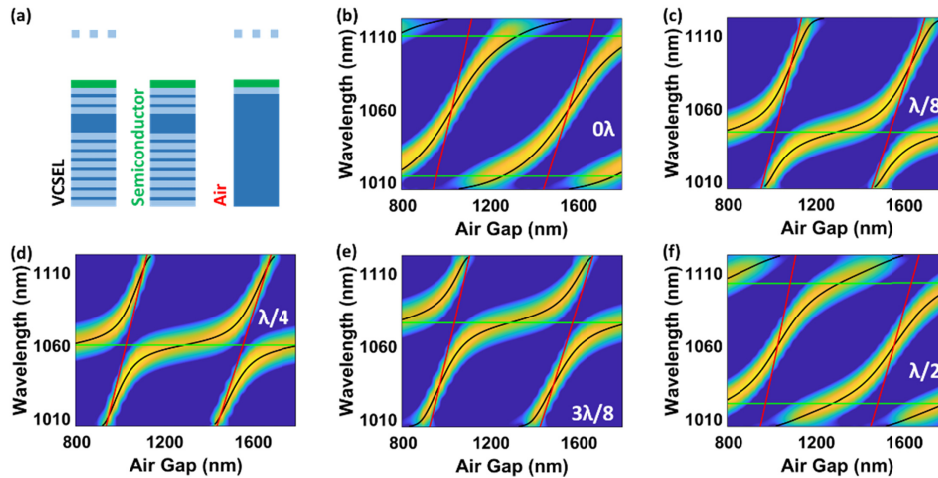 (a)
VCSEL
Semiconductor
Air
(b)
Wavelength (nm)
1110
1060
1010
0λ
800
1200
1600
Air Gap (nm)
(c)
Wavelength (nm)
1110
1060
1010
λ/8
800
1200
1600
Air Gap (nm)
(d)
Wavelength (nm)
1110
1060
1010
λ/4
800
1200
1600
Air Gap (nm)
(e)
Wavelength (nm)
1110
1060
1010
3λ/8
800
1200
1600
Air Gap (nm)
(f)
Wavelength (nm)
1110
1060
1010
λ/2
800
1200
1600
Air Gap (nm)